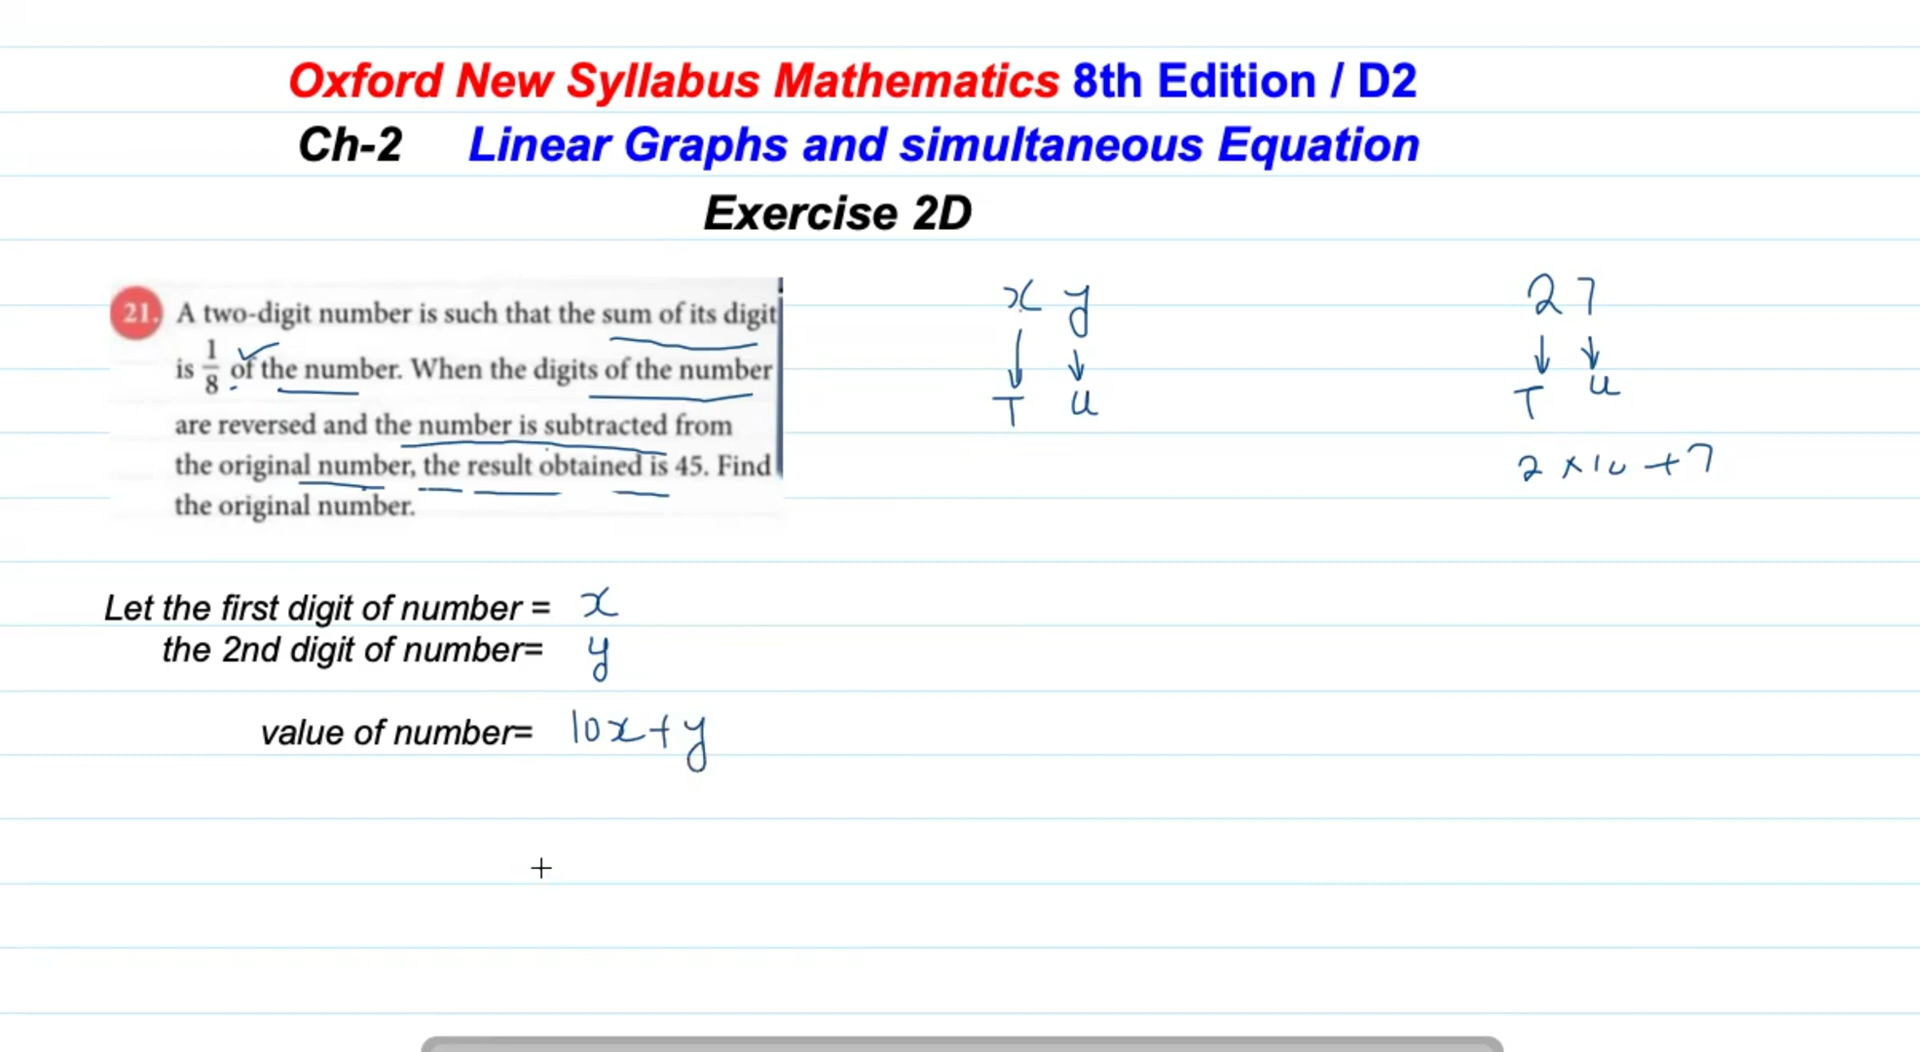 Oxford New Syllabus Mathematics 8th Edition / D2
Ch-2 Linear Graphs and simultaneous Equation
Exercise 2D
21. A two-digit number is such that the sum of its digit
is 1/8 of the number. When the digits of the number
are reversed and the number is subtracted from
the original number, the result obtained is 45. Find
the original number.
x y
T u
27
T u
2 × 10 + 7
Let the first digit of number = x
the 2nd digit of number= y
value of number= 10x+y